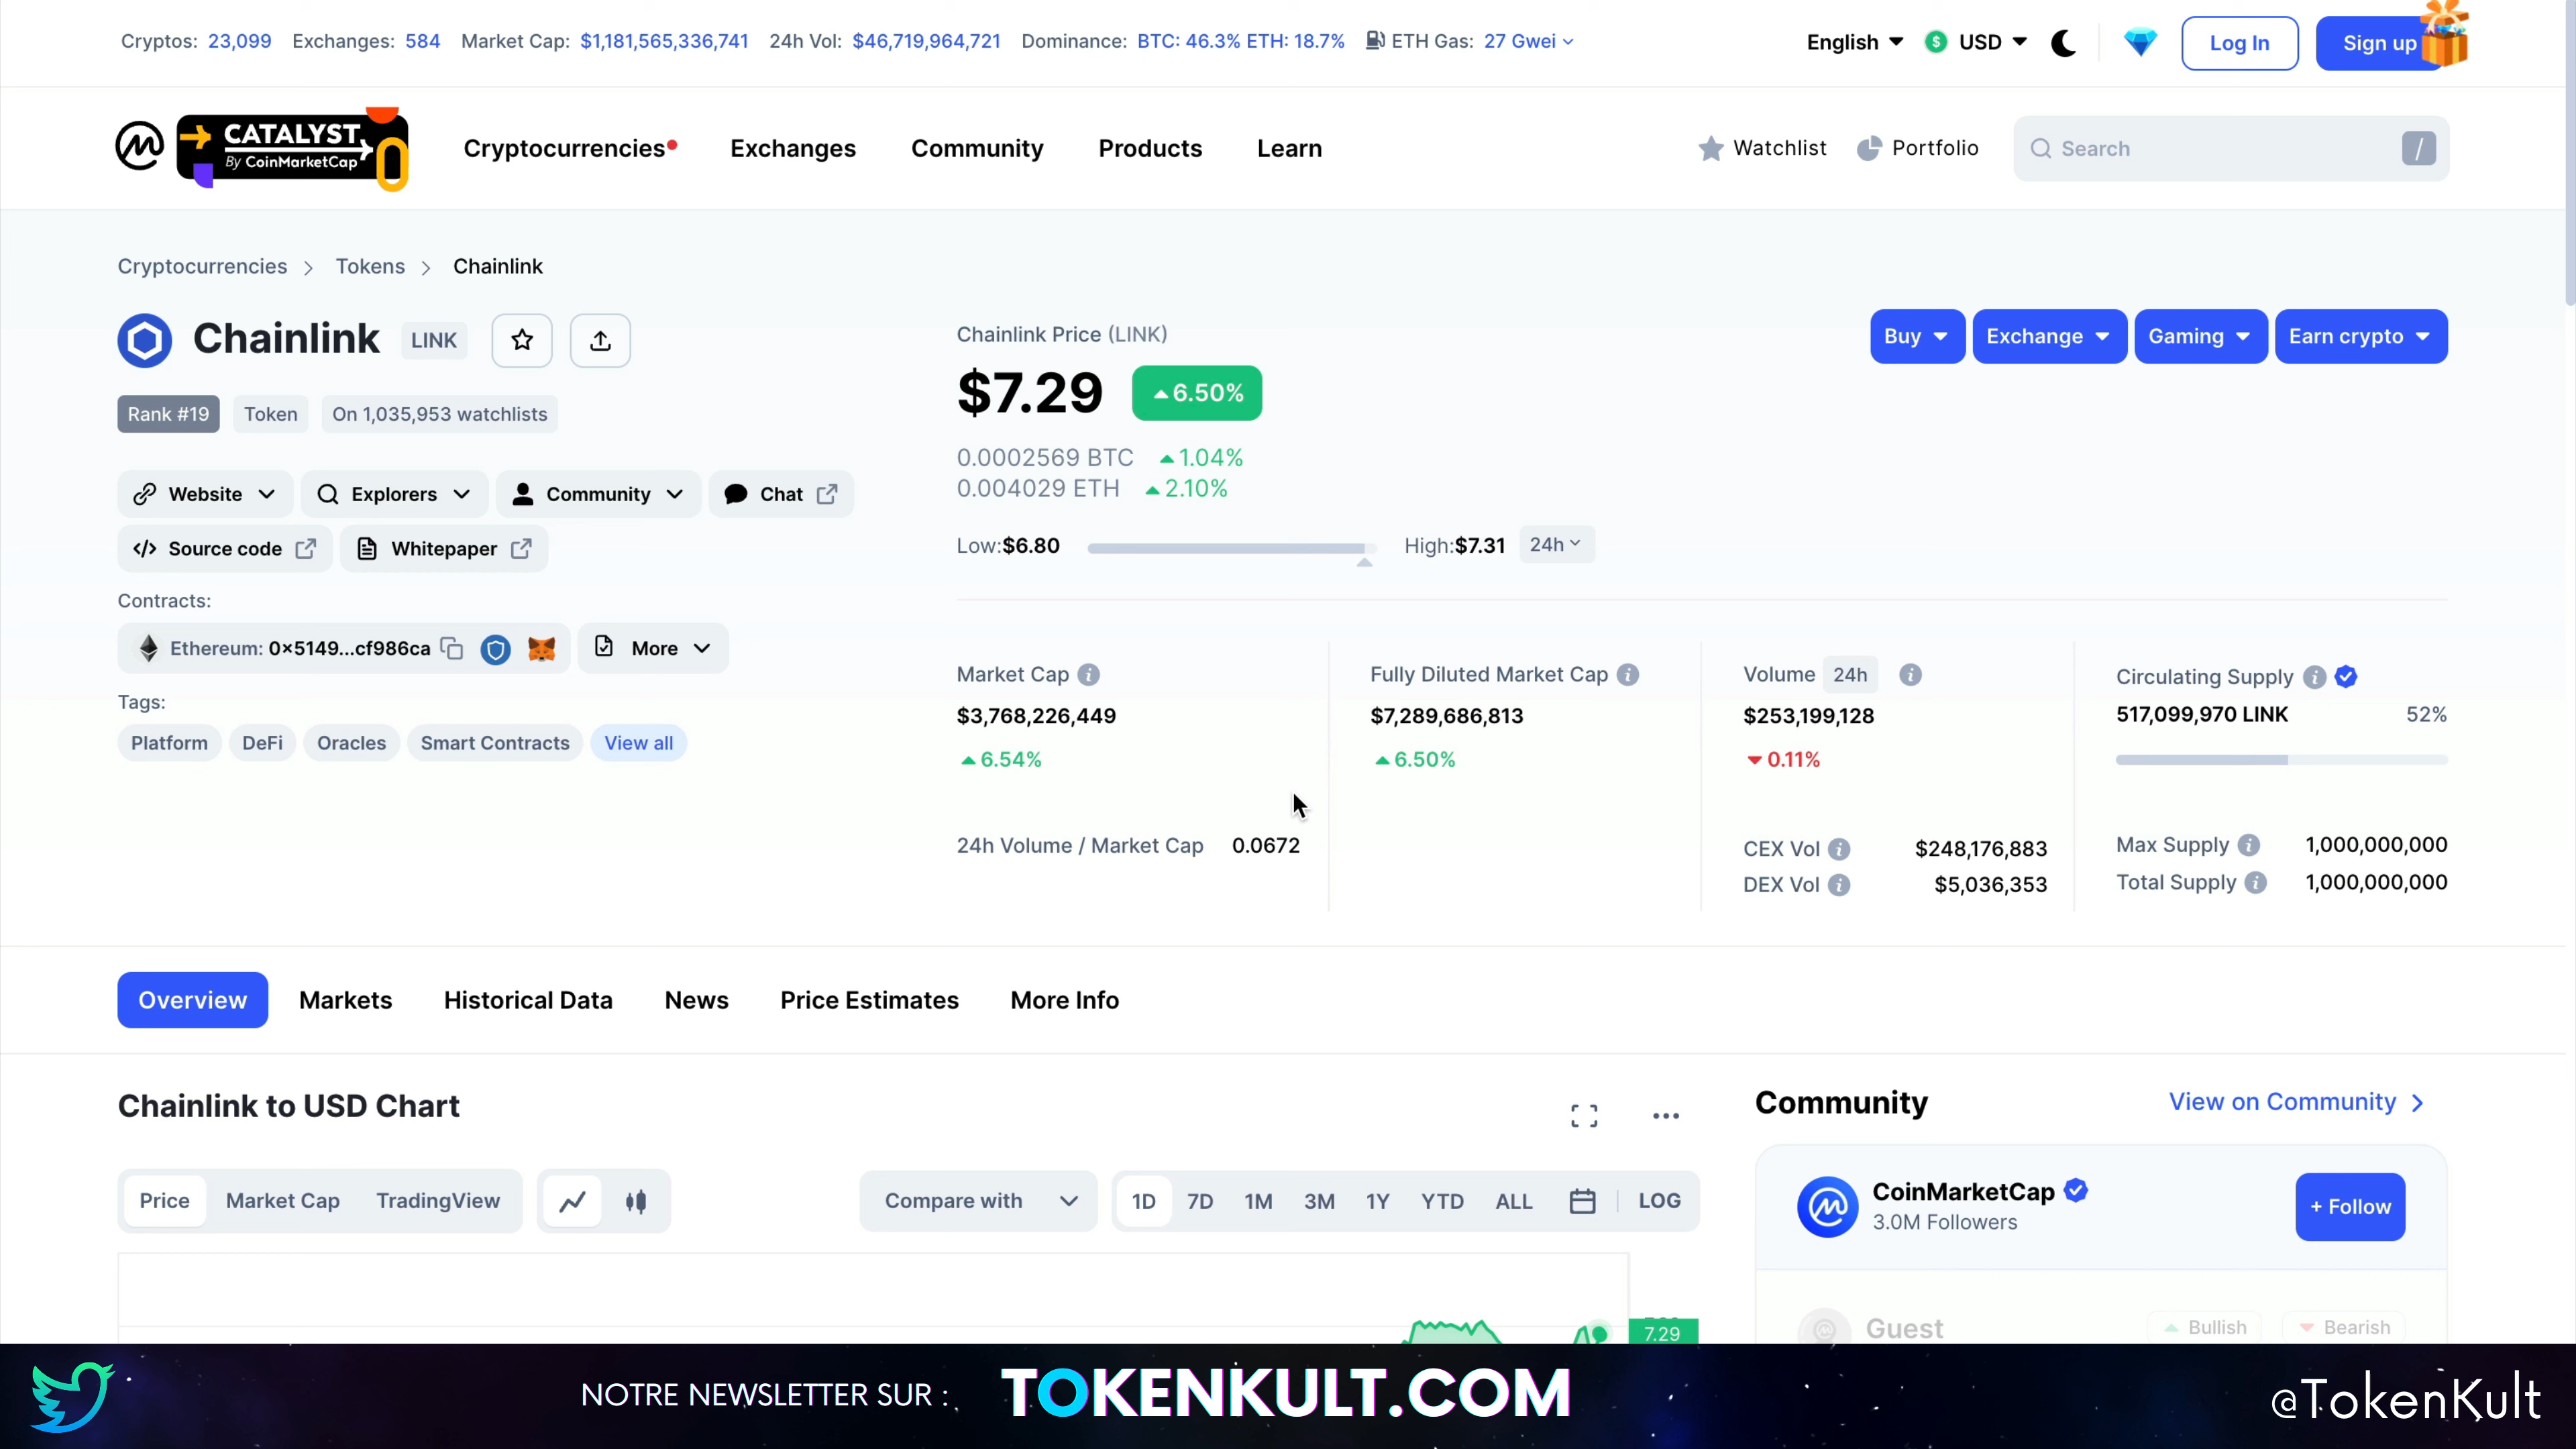 Cryptos: 23,099 Exchanges: 584 Market Cap: $1,181,565,336,741 24h Vol: $46,719,964,721 Dominance: BTC: 46.3% ETH: 18.7% ETH Gas: 27 Gwei
English $ USD Log In Sign up
CATALYST
By CoinMarketCap
Cryptocurrencies Exchanges Community Products Learn
Watchlist Portfolio Search /
Cryptocurrencies > Tokens > Chainlink
Chainlink LINK
Rank #19 Token On 1,035,953 watchlists
Website Explorers Community Chat
Source code Whitepaper
Contracts:
Ethereum: 0x5149...cf986ca More
Tags:
Platform DeFi Oracles Smart Contracts View all
Chainlink Price (LINK)
$7.29 6.50%
0.0002569 BTC 1.04%
0.004029 ETH 2.10%
Low:$6.80 High:$7.31 24h
Buy Exchange Gaming Earn crypto
Market Cap
$3,768,226,449
6.54%
24h Volume / Market Cap 0.0672
Fully Diluted Market Cap
$7,289,686,813
6.50%
Volume 24h
$253,199,128
0.11%
CEX Vol $248,176,883
DEX Vol $5,036,353
Circulating Supply
517,099,970 LINK 52%
Max Supply 1,000,000,000
Total Supply 1,000,000,000
Overview Markets Historical Data News Price Estimates More Info
Chainlink to USD Chart
Price Market Cap TradingView
Compare with 1D 7D 1M 3M 1Y YTD ALL LOG
7.29
Community View on Community >
CoinMarketCap
3.0M Followers
+ Follow
Guest Bullish Bearish
NOTRE NEWSLETTER SUR : TOKENKULT.COM @TokenKult